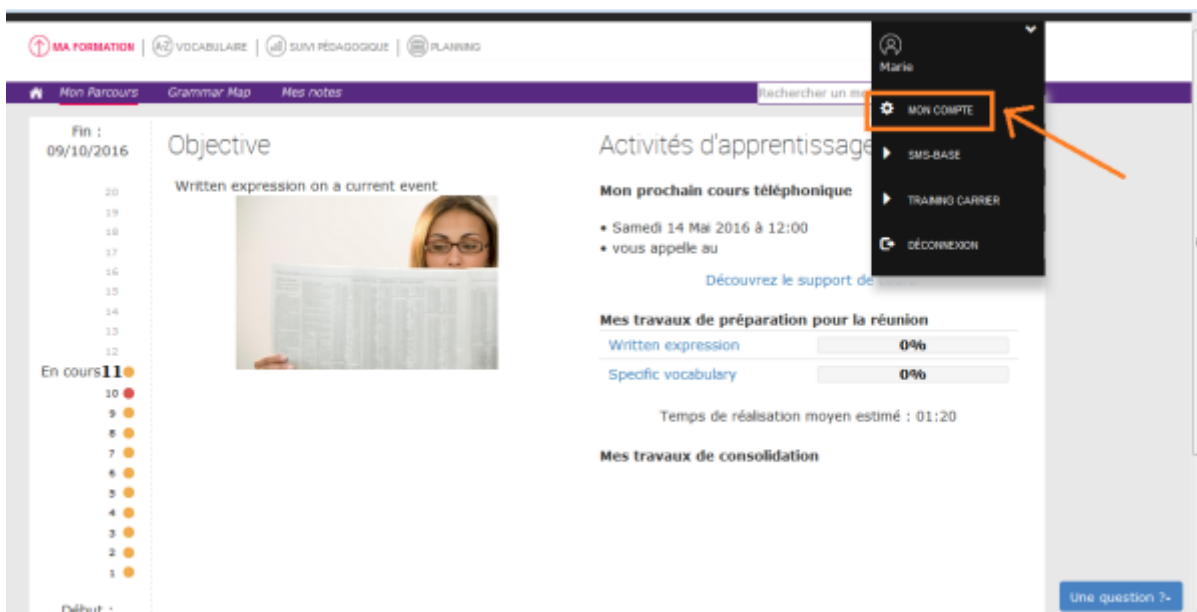 MA FORMATION
A-Z VOCABULAIRE
SUIVI PÉDAGOGIQUE
PLANNING
Marie
Mon Parcours
Grammar Map
Mes notes
Rechercher un
MON COMPTE
SMS-BASE
TRAINING CARRIER
DÉCONNEXION
Fin :
09/10/2016
20
19
18
17
16
15
14
13
12
En cours 11
10
9
8
7
6
5
4
3
2
1
Début :
Objective
Written expression on a current event
Activités d'apprentissage
Mon prochain cours téléphonique
• Samedi 14 Mai 2016 à 12:00
• vous appelle au
Découvrez le support de
Mes travaux de préparation pour la réunion
Written expression 0%
Specific vocabulary 0%
Temps de réalisation moyen estimé : 01:20
Mes travaux de consolidation
Une question ?